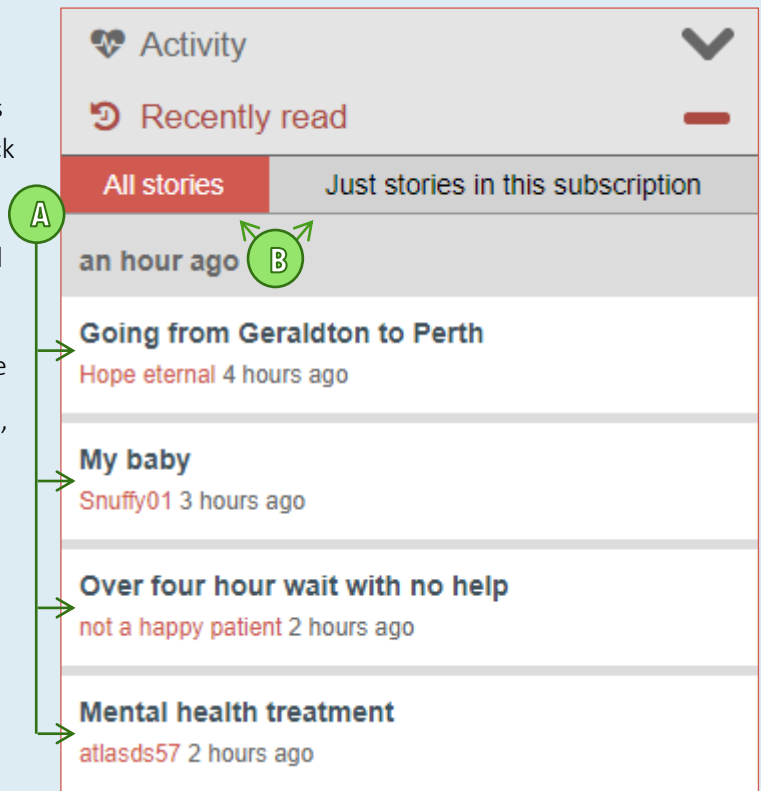 Activity
Recently read
All stories Just stories in this subscription
A
B
an hour ago
Going from Geraldton to Perth
Hope eternal 4 hours ago
My baby
Snuffy01 3 hours ago
Over four hour wait with no help
not a happy patient 2 hours ago
Mental health treatment
atlasds57 2 hours ago